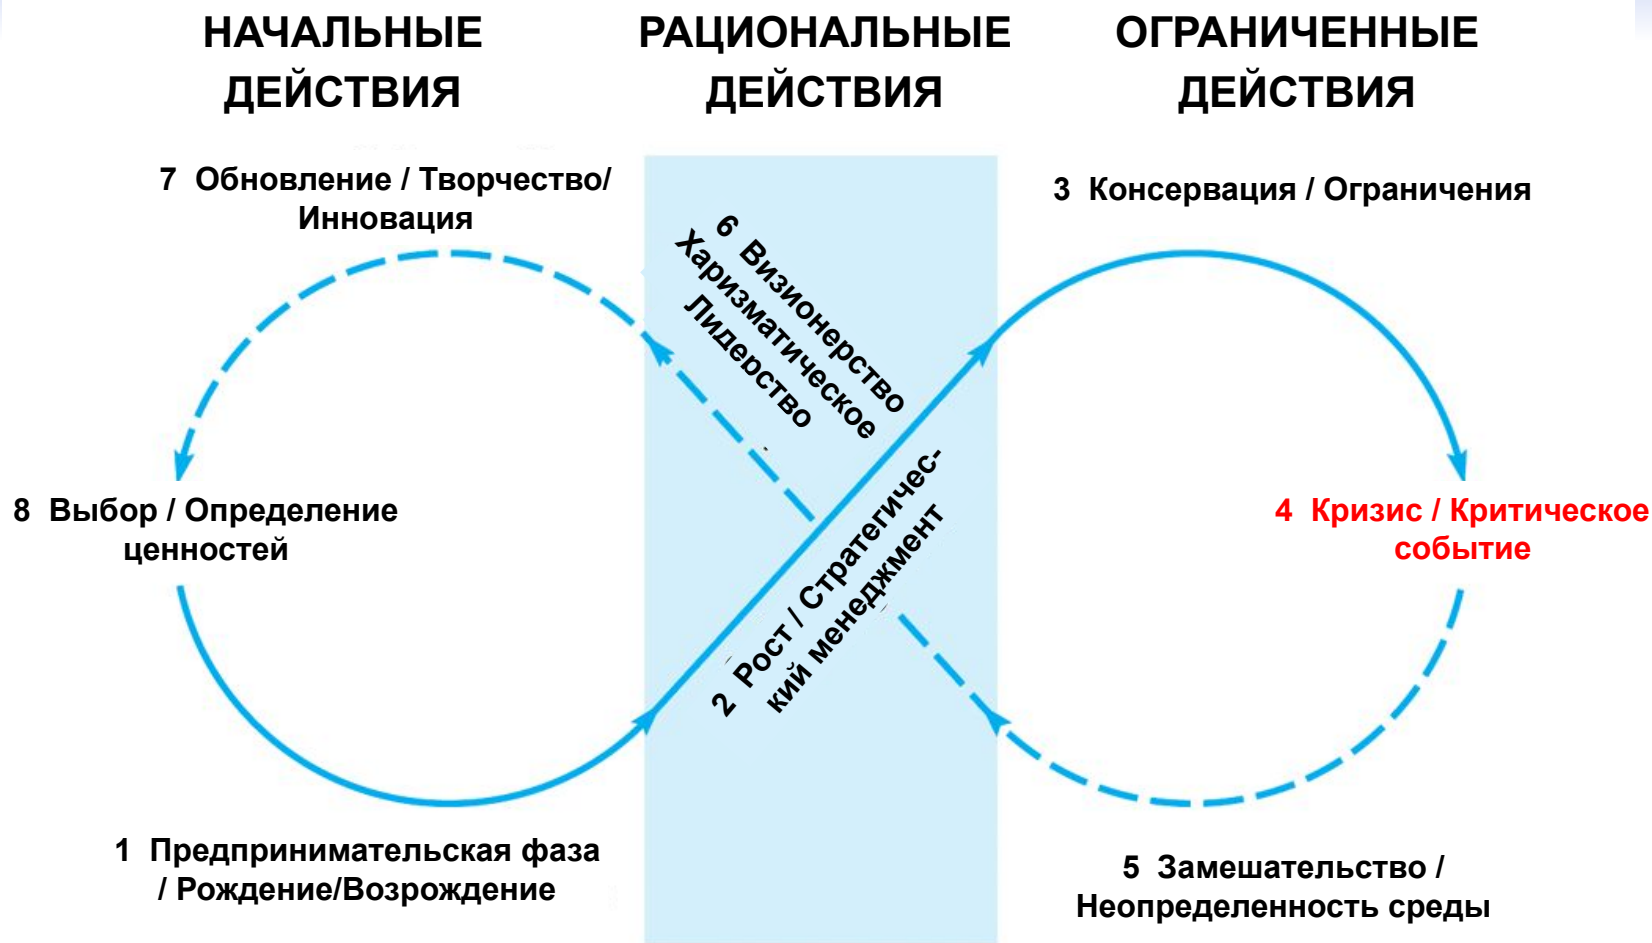 НАЧАЛЬНЫЕ
ДЕЙСТВИЯ
РАЦИОНАЛЬНЫЕ
ДЕЙСТВИЯ
ОГРАНИЧЕННЫЕ
ДЕЙСТВИЯ
7 Обновление / Творчество/
Инновация
6 Визионерство
Харизматическое
Лидерство
3 Консервация / Ограничения
8 Выбор / Определение
ценностей
2 Рост / Стратегичес-
кий менеджмент
4 Кризис / Критическое
событие
1 Предпринимательская фаза
/ Рождение/Возрождение
5 Замешательство /
Неопределенность среды